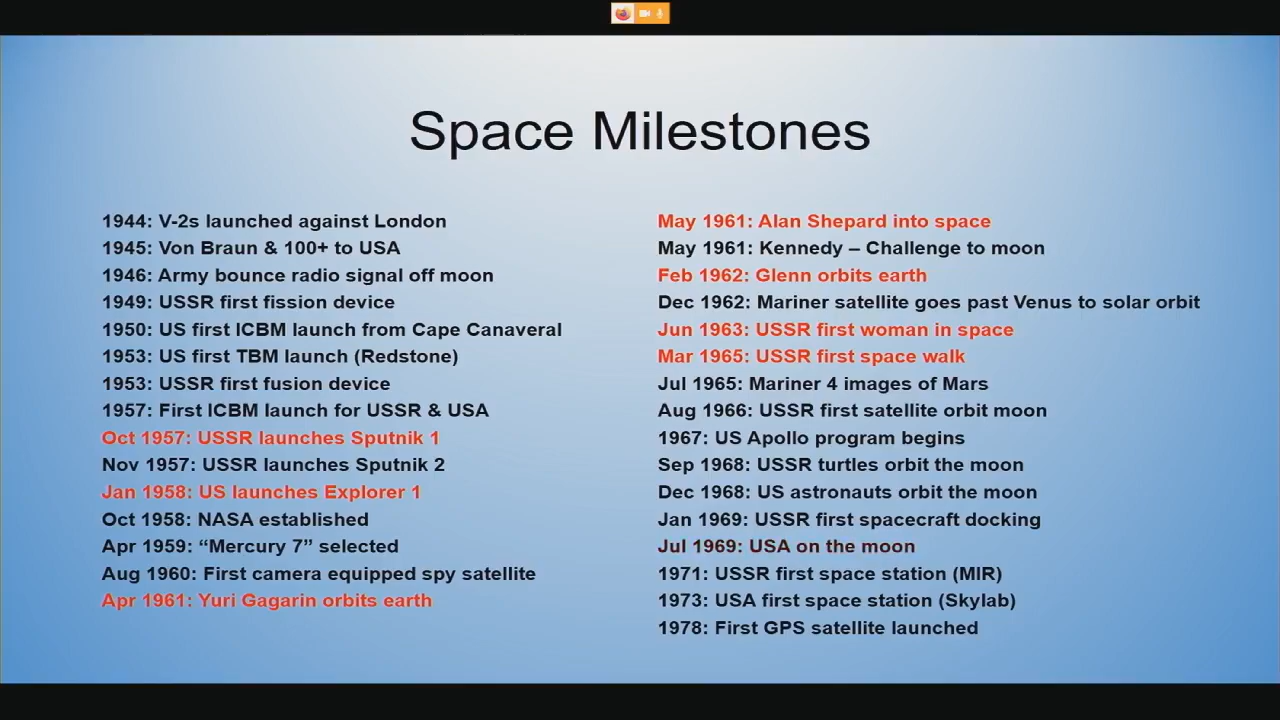 Space Milestones
1944: V-2s launched against London
1945: Von Braun & 100+ to USA
1946: Army bounce radio signal off moon
1949: USSR first fission device
1950: US first ICBM launch from Cape Canaveral
1953: US first TBM launch (Redstone)
1953: USSR first fusion device
1957: First ICBM launch for USSR & USA
Oct 1957: USSR launches Sputnik 1
Nov 1957: USSR launches Sputnik 2
Jan 1958: US launches Explorer 1
Oct 1958: NASA established
Apr 1959: “Mercury 7” selected
Aug 1960: First camera equipped spy satellite
Apr 1961: Yuri Gagarin orbits earth
May 1961: Alan Shepard into space
May 1961: Kennedy – Challenge to moon
Feb 1962: Glenn orbits earth
Dec 1962: Mariner satellite goes past Venus to solar orbit
Jun 1963: USSR first woman in space
Mar 1965: USSR first space walk
Jul 1965: Mariner 4 images of Mars
Aug 1966: USSR first satellite orbit moon
1967: US Apollo program begins
Sep 1968: USSR turtles orbit the moon
Dec 1968: US astronauts orbit the moon
Jan 1969: USSR first spacecraft docking
Jul 1969: USA on the moon
1971: USSR first space station (MIR)
1973: USA first space station (Skylab)
1978: First GPS satellite launched